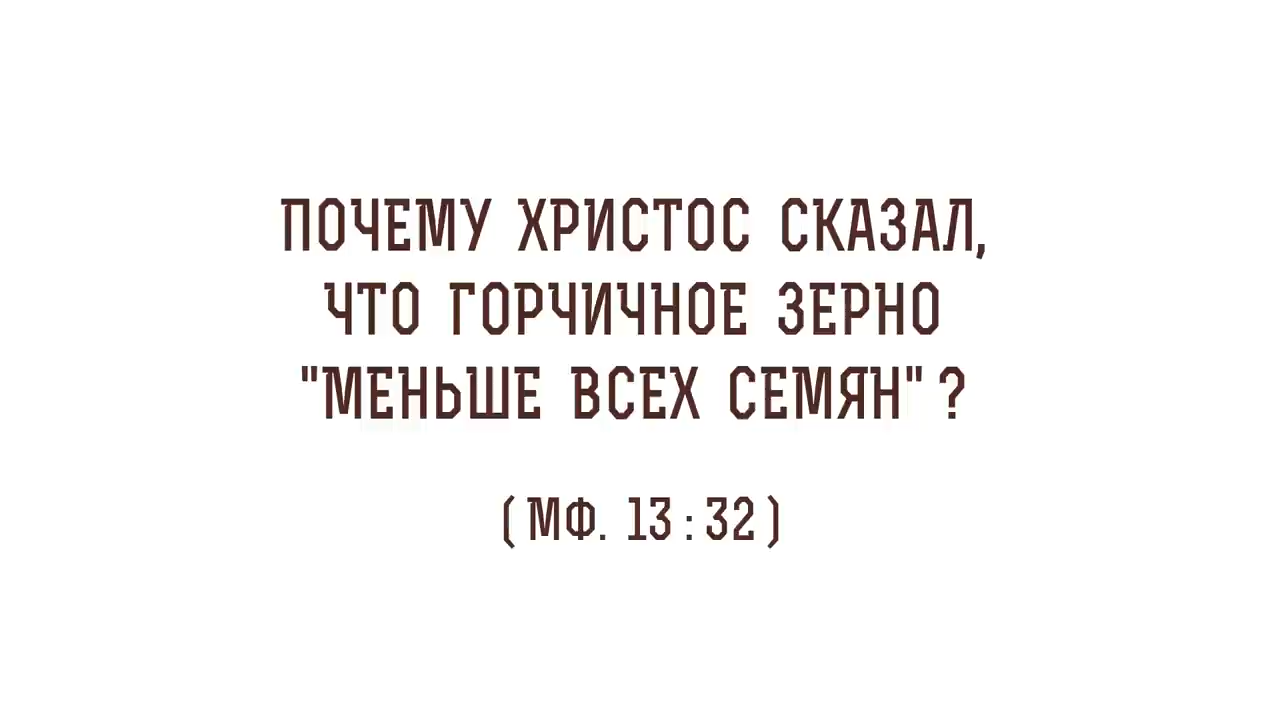 ПОЧЕМУ ХРИСТОС СКАЗАЛ,
ЧТО ГОРЧИЧНОЕ ЗЕРНО
"МЕНЬШЕ ВСЕХ СЕМЯН" ?
( МФ. 13 : 32 )